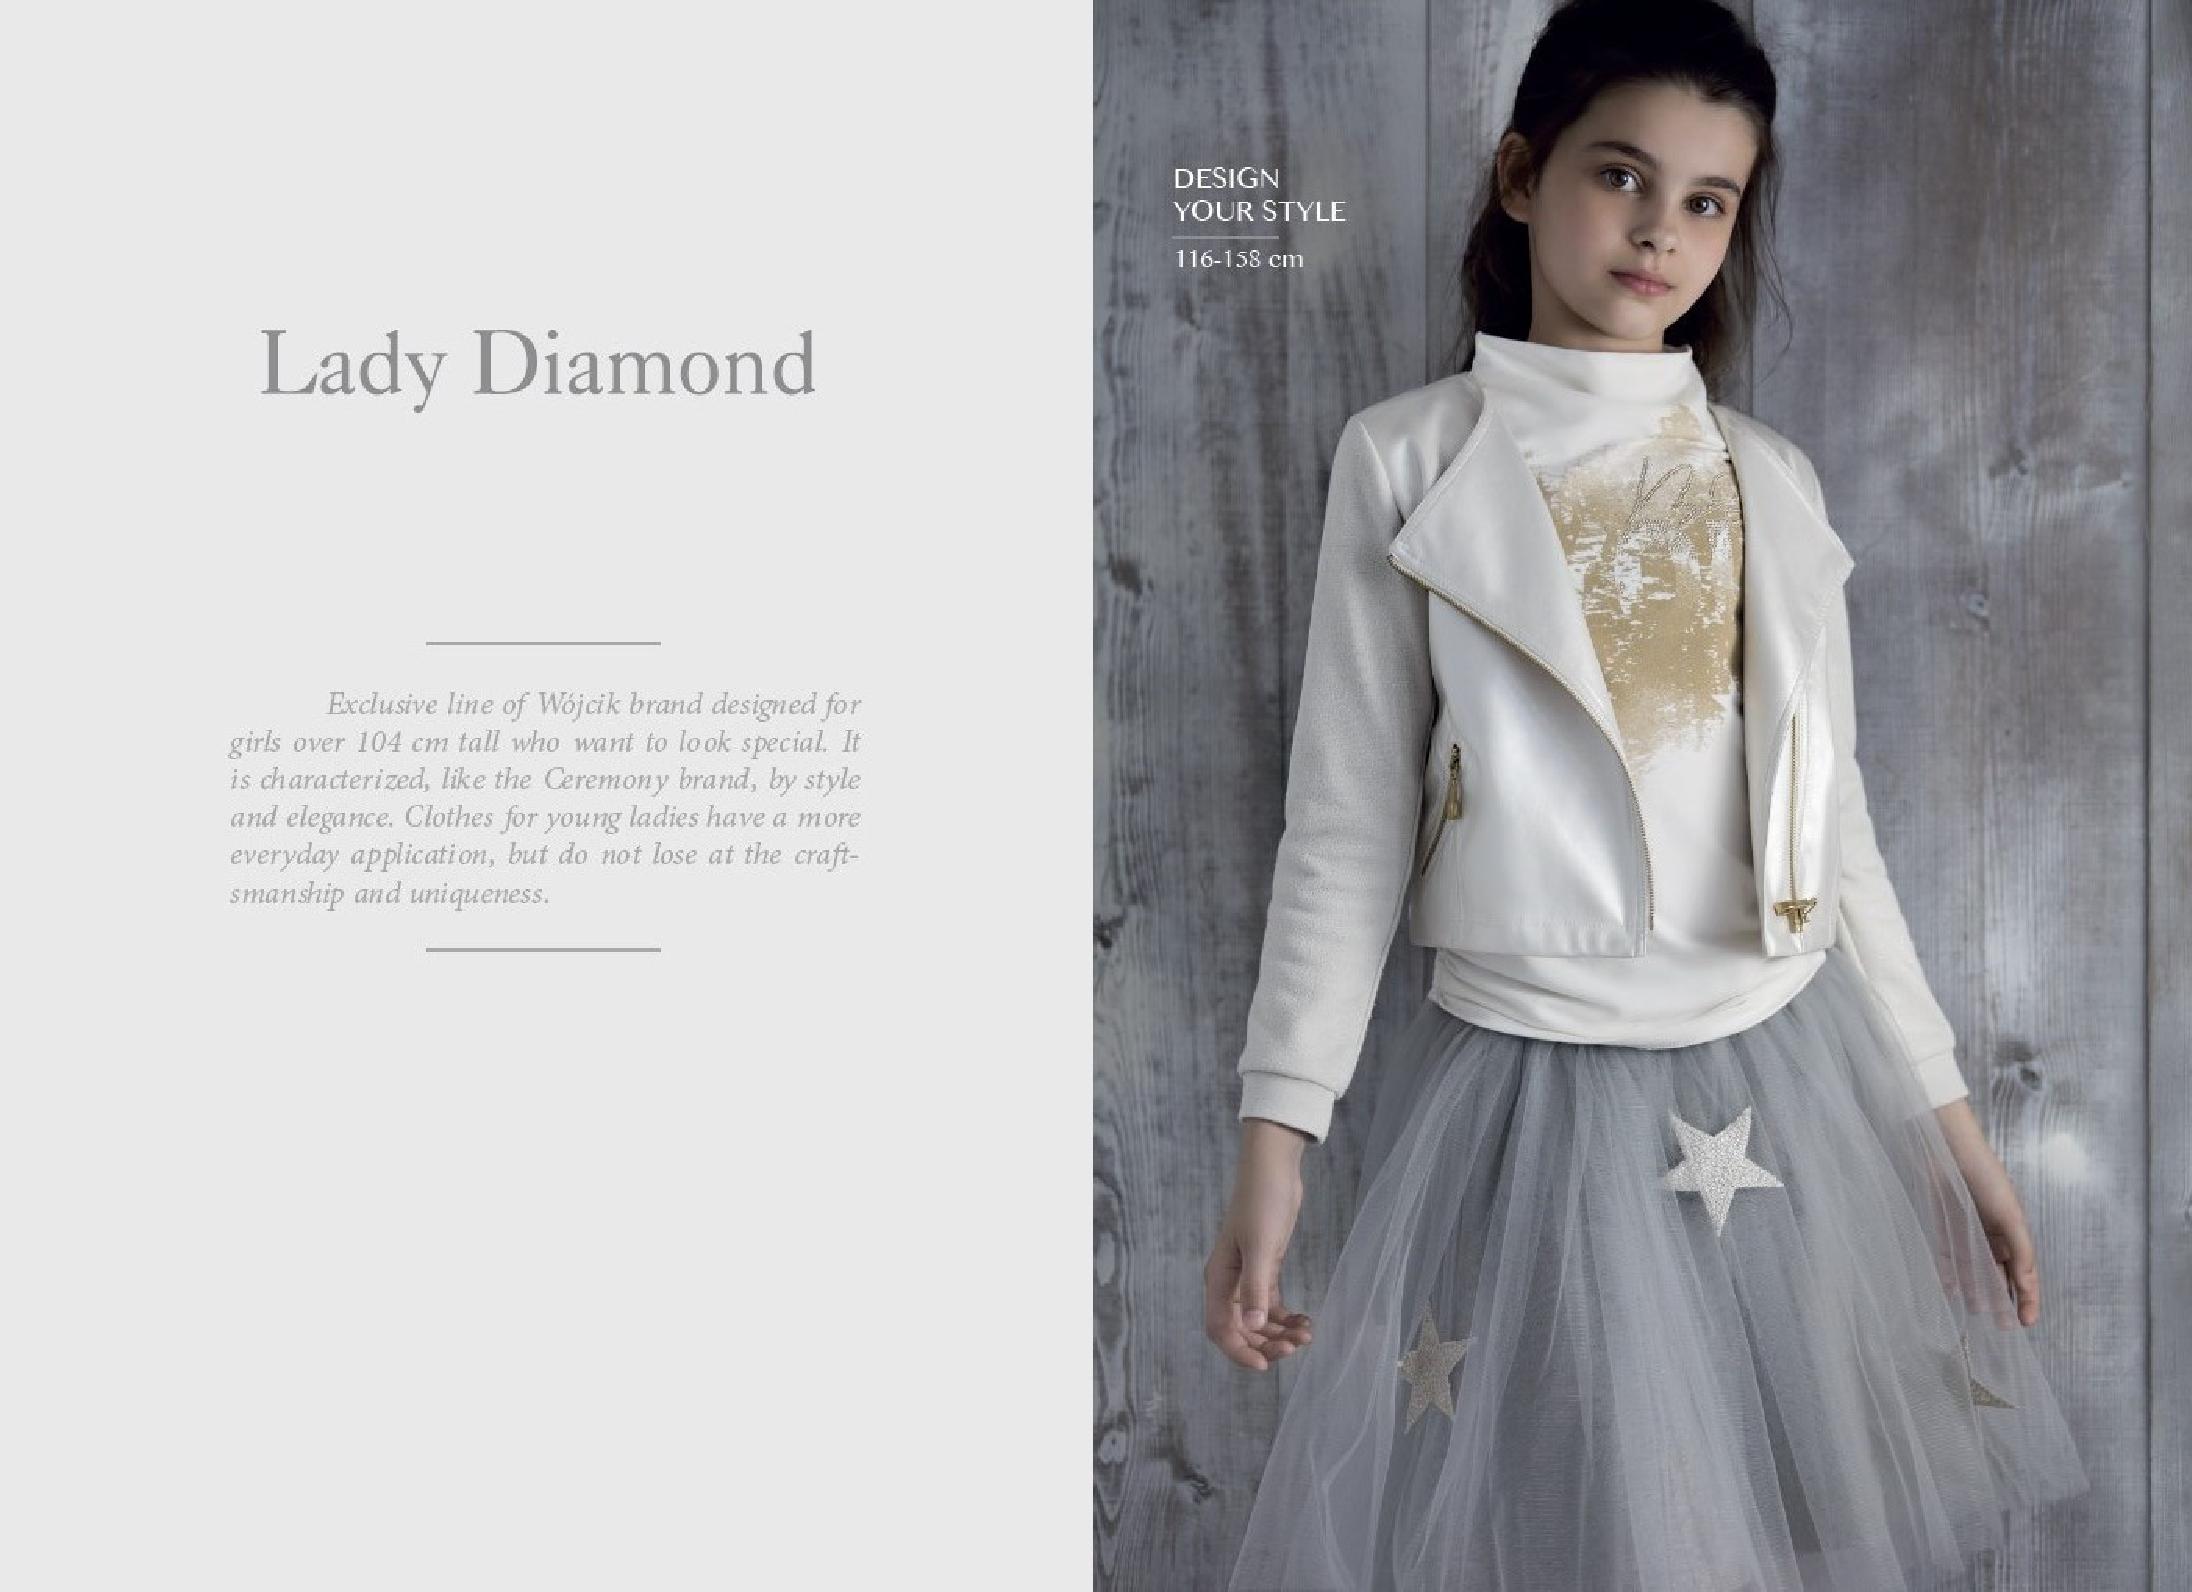 Lady Diamond
Exclusive line of Wójcik brand designed for
girls over 104 cm tall who want to look special. It
is characterized, like the Ceremony brand, by style
and elegance. Clothes for young ladies have a more
everyday application, but do not lose at the craft-
smanship and uniqueness.
DESIGN
YOUR STYLE
116-158 cm